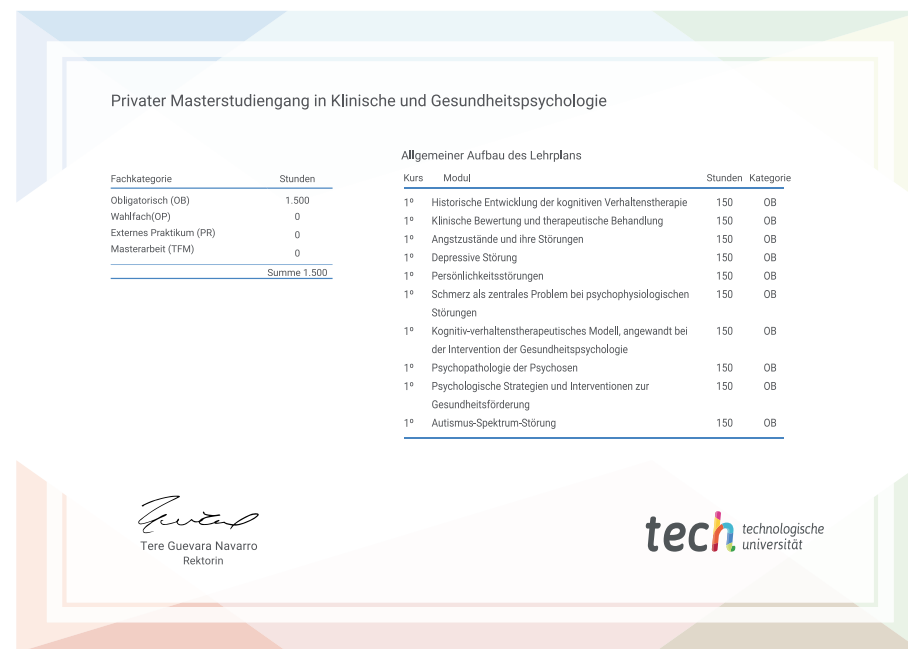 Privater Masterstudiengang in Klinische und Gesundheitspsychologie
Fachkategorie Stunden
Obligatorisch (OB) 1.500
Wahlfach(OP) 0
Externes Praktikum (PR) 0
Masterarbeit (TFM) 0
Summe 1.500
Allgemeiner Aufbau des Lehrplans
Kurs Modul Stunden Kategorie
1º Historische Entwicklung der kognitiven Verhaltenstherapie 150 OB
1º Klinische Bewertung und therapeutische Behandlung 150 OB
1º Angstzustände und ihre Störungen 150 OB
1º Depressive Störung 150 OB
1º Persönlichkeitsstörungen 150 OB
1º Schmerz als zentrales Problem bei psychophysiologischen 150 OB
Störungen
1º Kognitiv-verhaltenstherapeutisches Modell, angewandt bei 150 OB
der Intervention der Gesundheitspsychologie
1º Psychopathologie der Psychosen 150 OB
1º Psychologische Strategien und Interventionen zur 150 OB
Gesundheitsförderung
1º Autismus-Spektrum-Störung 150 OB
Tere Guevara Navarro
Rektorin
tech technologische
universität